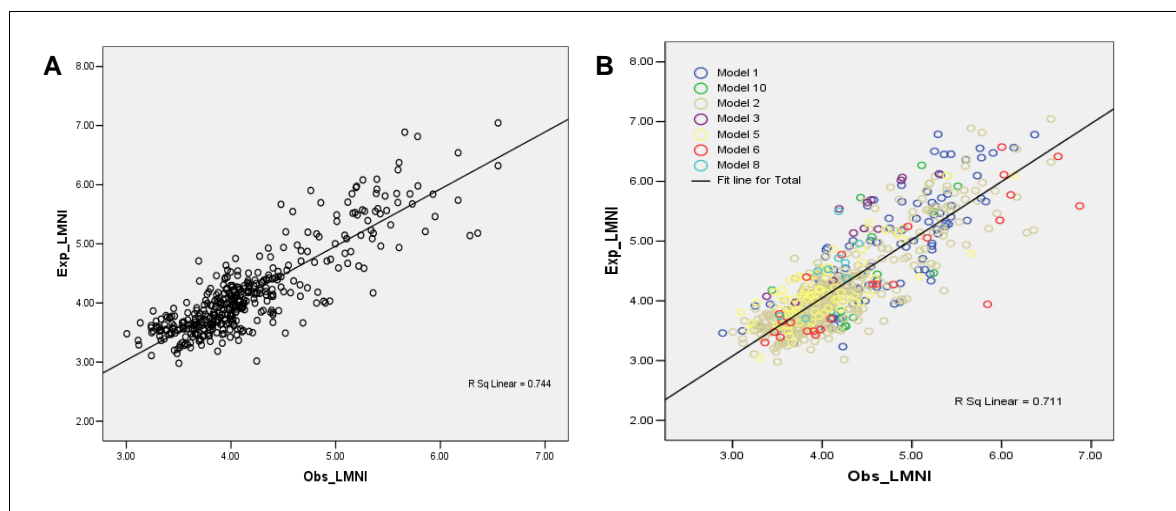 A
8.00
7.00
6.00
5.00
4.00
3.00
2.00
Exp_LMNI
R Sq Linear = 0.744
3.00 4.00 5.00 6.00 7.00
Obs_LMNI
B
8.00
7.00
6.00
5.00
4.00
3.00
2.00
Exp_LMNI
Model 1
Model 10
Model 2
Model 3
Model 5
Model 6
Model 8
Fit line for Total
R Sq Linear = 0.711
3.00 4.00 5.00 6.00 7.00
Obs_LMNI